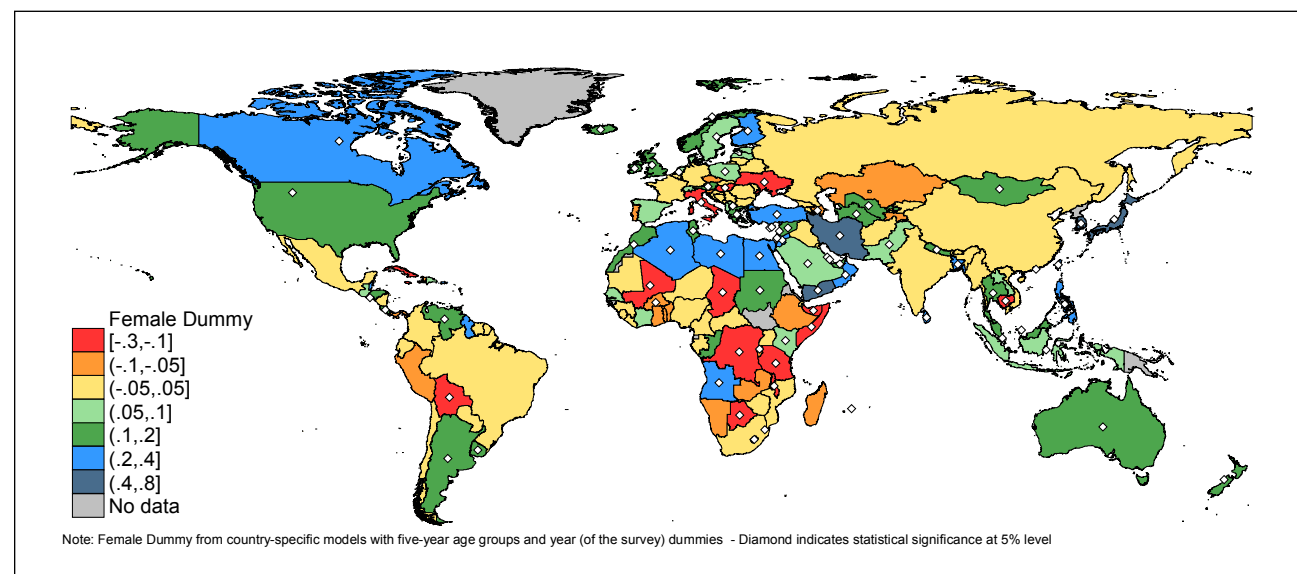 Female Dummy
[-.3,-.1]
(-.1,-.05]
(-.05,.05]
(.05,.1]
(.1,.2]
(.2,.4]
(.4,.8]
No data
Note: Female Dummy from country-specific models with five-year age groups and year (of the survey) dummies - Diamond indicates statistical significance at 5% level